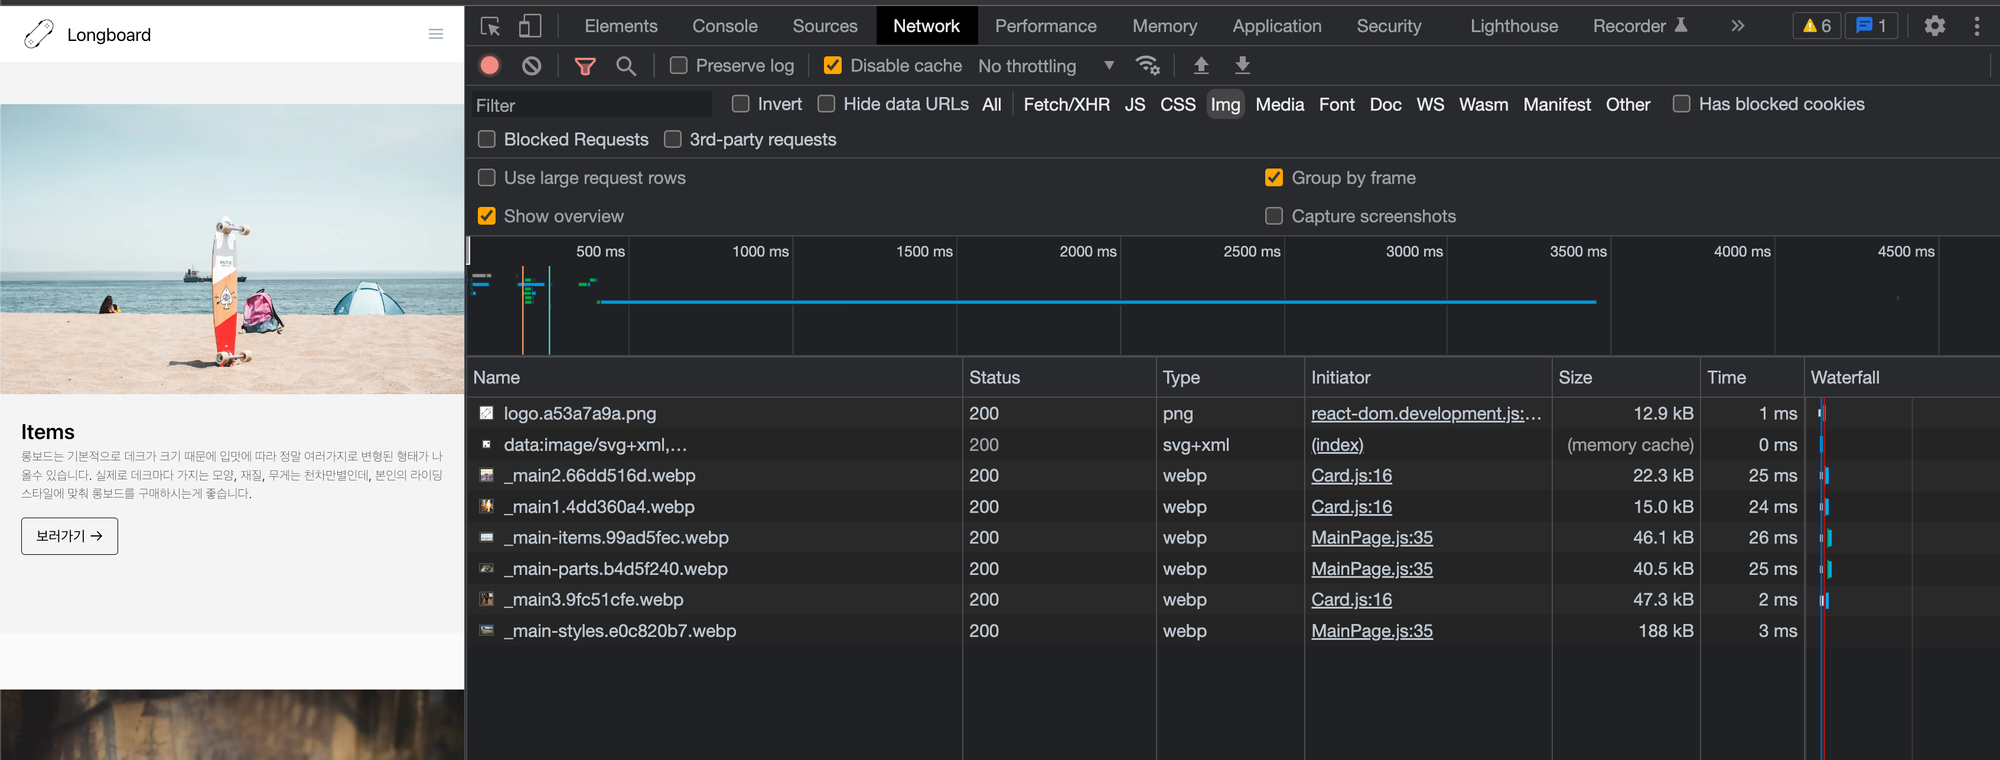 Longboard
Items
롱보드는 기본적으로 데크가 크기 때문에 입맛에 따라 정말 여러가지로 변형된 형태가 나
올수 있습니다. 실제로 데크마다 가지는 모양, 재질, 무게는 천차만별인데, 본인의 라이딩
스타일에 맞춰 롱보드를 구매하시는게 좋습니다.
보러가기 →
Elements Console Sources Network Performance Memory Application Security Lighthouse Recorder 6 1
Preserve log Disable cache No throttling
Filter Invert Hide data URLs All Fetch/XHR JS CSS Img Media Font Doc WS Wasm Manifest Other Has blocked cookies
Blocked Requests 3rd-party requests
Use large request rows Group by frame
Show overview Capture screenshots
500 ms 1000 ms 1500 ms 2000 ms 2500 ms 3000 ms 3500 ms 4000 ms 4500 ms
Name Status Type Initiator Size Time Waterfall
logo.a53a7a9a.png 200 png react-dom.development.js:… 12.9 kB 1 ms
data:image/svg+xml,… 200 svg+xml (index) (memory cache) 0 ms
_main2.66dd516d.webp 200 webp Card.js:16 22.3 kB 25 ms
_main1.4dd360a4.webp 200 webp Card.js:16 15.0 kB 24 ms
_main-items.99ad5fec.webp 200 webp MainPage.js:35 46.1 kB 26 ms
_main-parts.b4d5f240.webp 200 webp MainPage.js:35 40.5 kB 25 ms
_main3.9fc51cfe.webp 200 webp Card.js:16 47.3 kB 2 ms
_main-styles.e0c820b7.webp 200 webp MainPage.js:35 188 kB 3 ms